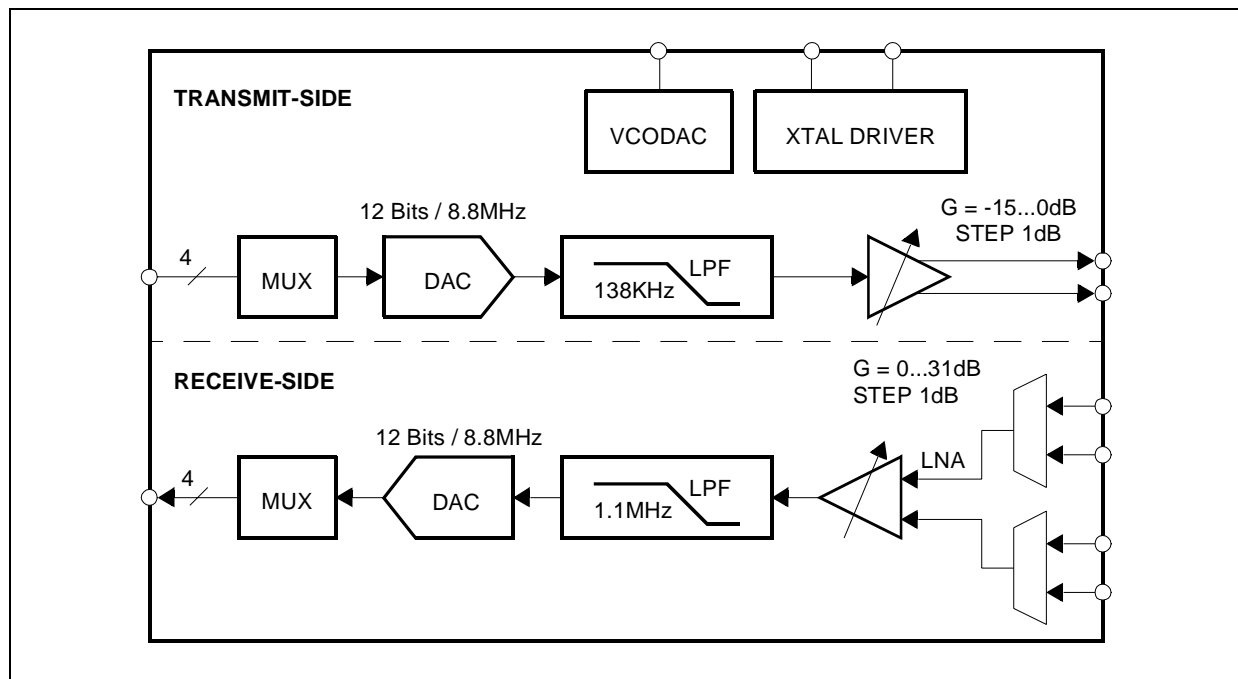 TRANSMIT-SIDE
VCODAC
XTAL DRIVER
12 Bits / 8.8MHz
G = -15...0dB
STEP 1dB
4
MUX
DAC
LPF
138KHz
RECEIVE-SIDE
G = 0...31dB
STEP 1dB
12 Bits / 8.8MHz
LNA
4
MUX
DAC
LPF
1.1MHz